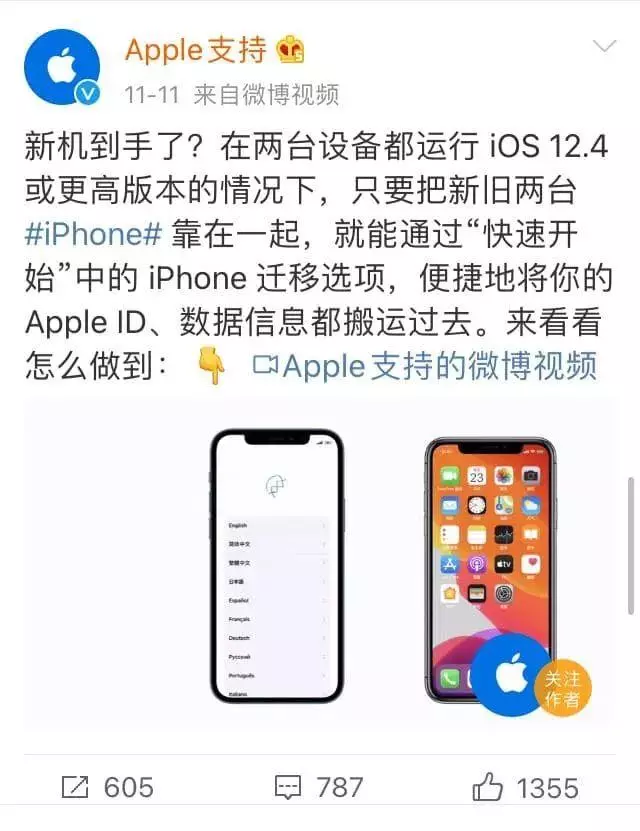 Apple支持
11-11 来自微博视频
新机到手了？在两台设备都运行 iOS 12.4
或更高版本的情况下，只要把新旧两台
#iPhone# 靠在一起，就能通过“快速开
始”中的 iPhone 迁移选项，便捷地将你的
Apple ID、数据信息都搬运过去。来看看
怎么做到：👇 Apple支持的微博视频
English
简体中文
繁體中文
日本語
Español
Français
Deutsch
Русский
Português
Italiano
23
tv
关注
作者
605
787
1355